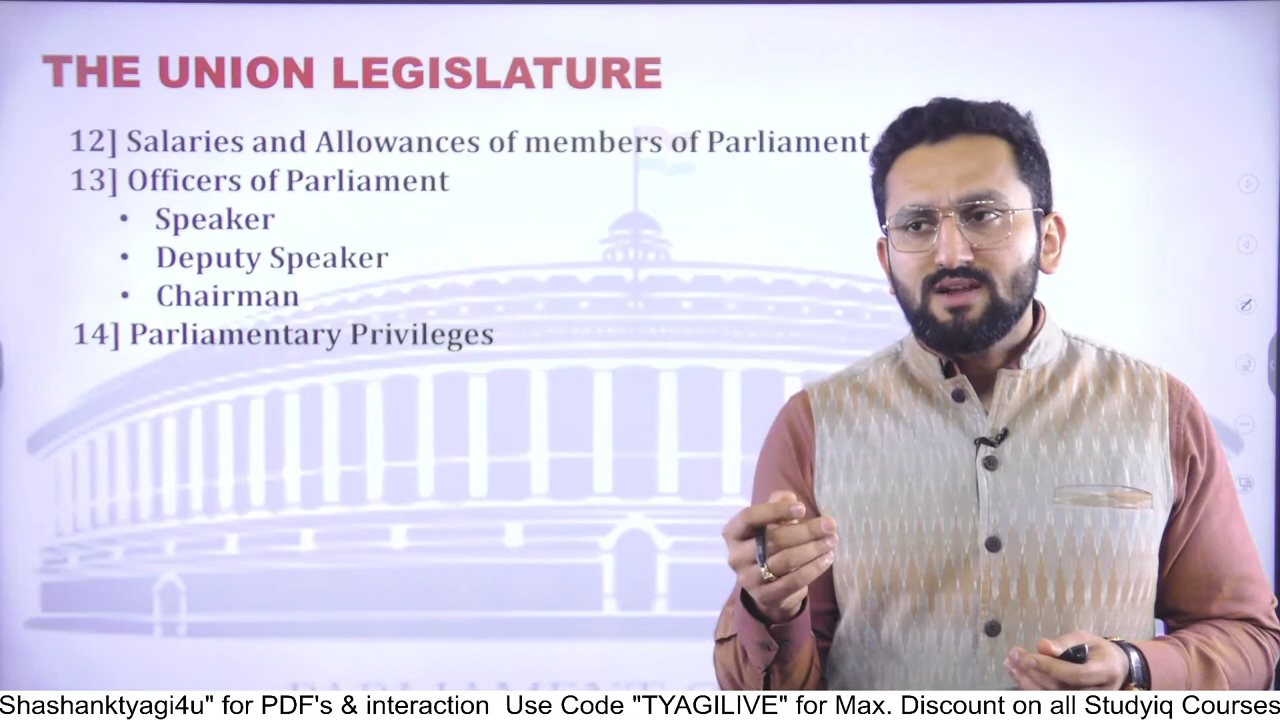 THE UNION LEGISLATURE
12] Salaries and Allowances of members of Parliament
13] Officers of Parliament
• Speaker
• Deputy Speaker
• Chairman
14] Parliamentary Privileges
Shashanktyagi4u" for PDF's & interaction Use Code "TYAGILIVE" for Max. Discount on all Studyiq Courses